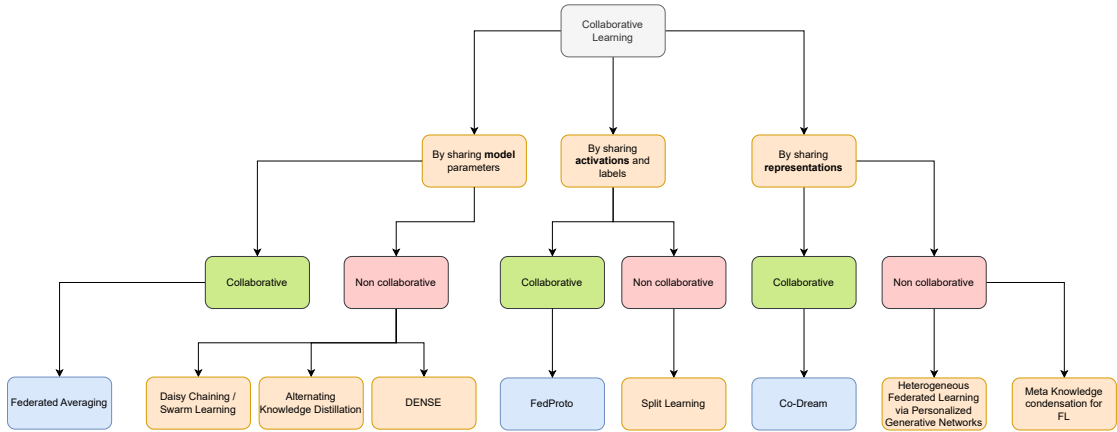 Collaborative
Learning
By sharing model
parameters
By sharing
activations and
labels
By sharing
representations
Collaborative
Non collaborative
Collaborative
Non collaborative
Collaborative
Non collaborative
Federated Averaging
Daisy Chaining /
Swarm Learning
Alternating
Knowledge Distillation
DENSE
FedProto
Split Learning
Co-Dream
Heterogeneous
Federated Learning
via Personalized
Generative Networks
Meta Knowledge
condensation for
FL